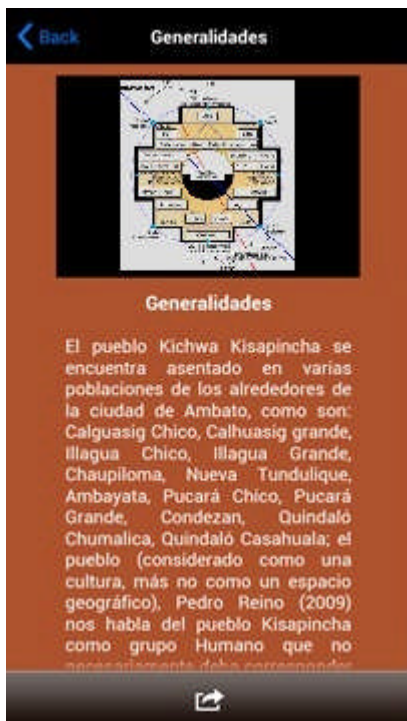 Back
Generalidades
Generalidades
El pueblo Kichwa Kisapincha se
encuentra asentado en varias
poblaciones de los alrededores de
la ciudad de Ambato, como son:
Calguasig Chico, Calhuasig grande,
Illagua Chico, Illagua Grande,
Chaupiloma, Nueva Tundulique,
Ambayata, Pucará Chico, Pucará
Grande, Condezan, Quindaló
Chumalica, Quindaló Casahuala; el
pueblo (considerado como una
cultura, más no como un espacio
geográfico), Pedro Reino (2009)
nos habla del pueblo Kisapincha
como grupo Humano que no
necesariamente deba corresponder